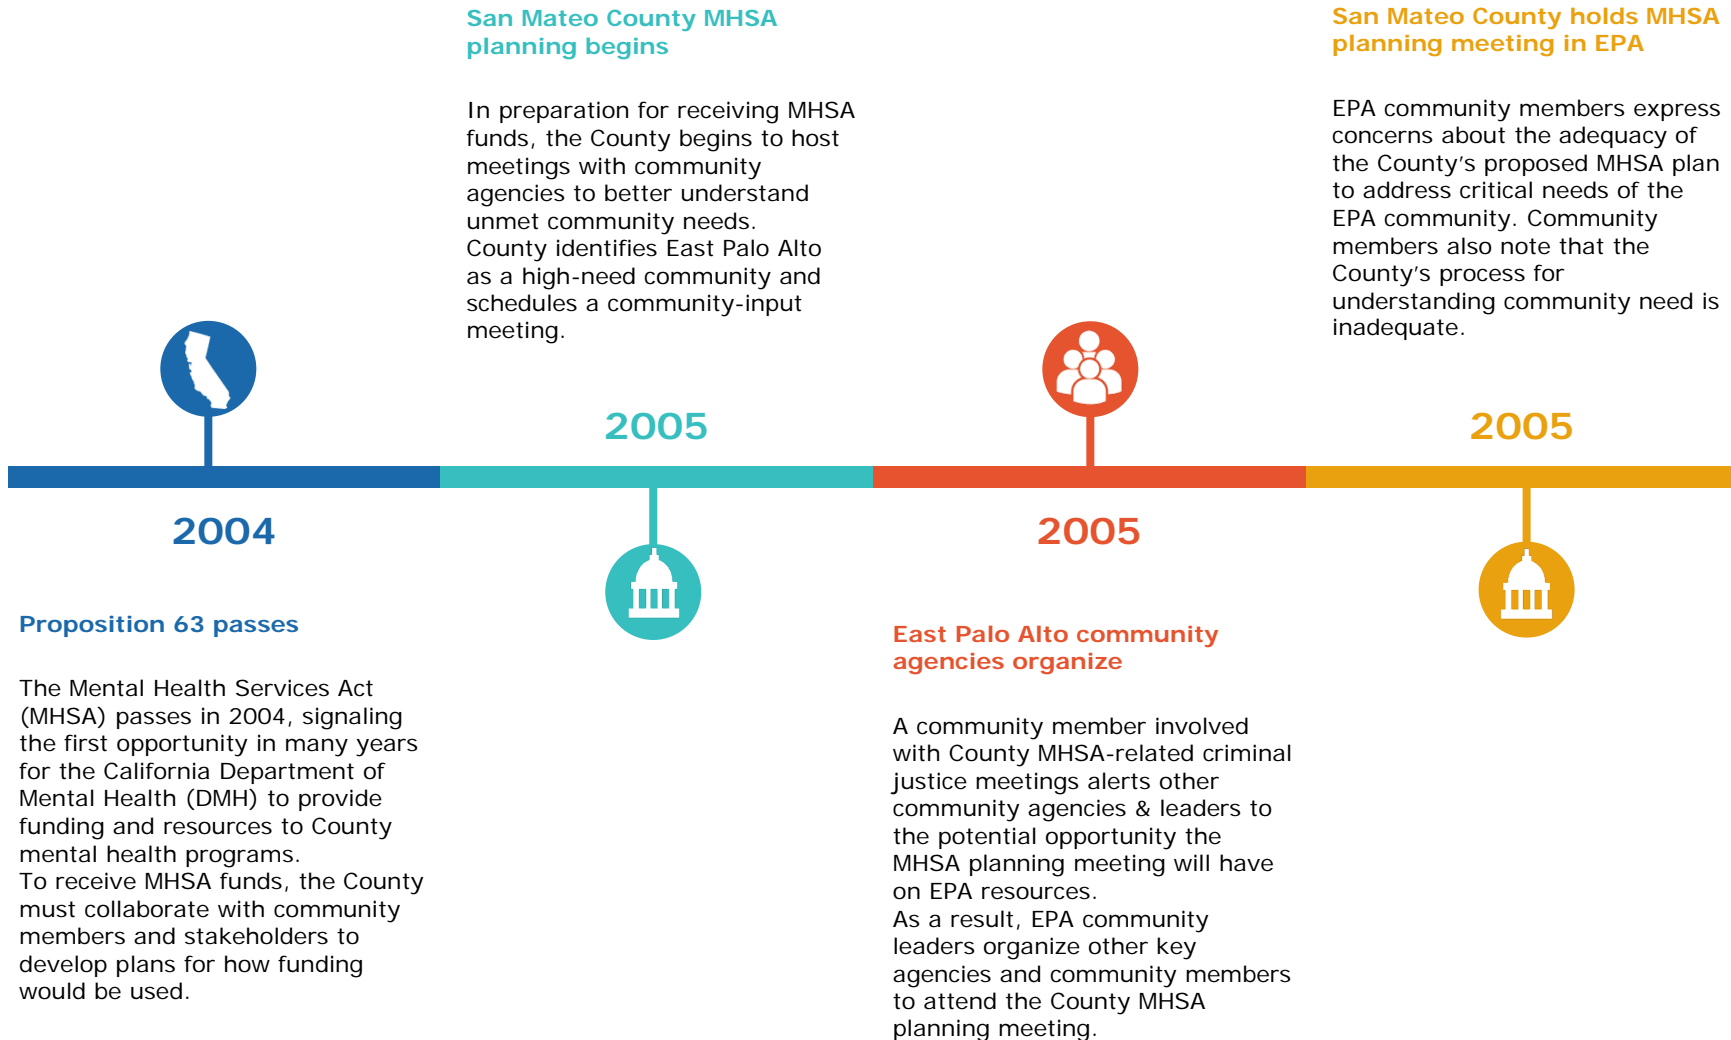 San Mateo County MHSA
planning begins
In preparation for receiving MHSA
funds, the County begins to host
meetings with community
agencies to better understand
unmet community needs.
County identifies East Palo Alto
as a high-need community and
schedules a community-input
meeting.
San Mateo County holds MHSA
planning meeting in EPA
EPA community members express
concerns about the adequacy of
the County’s proposed MHSA plan
to address critical needs of the
EPA community. Community
members also note that the
County’s process for
understanding community need is
inadequate.
2005
2005
2004
2005
Proposition 63 passes
The Mental Health Services Act
(MHSA) passes in 2004, signaling
the first opportunity in many years
for the California Department of
Mental Health (DMH) to provide
funding and resources to County
mental health programs.
To receive MHSA funds, the County
must collaborate with community
members and stakeholders to
develop plans for how funding
would be used.
East Palo Alto community
agencies organize
A community member involved
with County MHSA-related criminal
justice meetings alerts other
community agencies & leaders to
the potential opportunity the
MHSA planning meeting will have
on EPA resources.
As a result, EPA community
leaders organize other key
agencies and community members
to attend the County MHSA
planning meeting.